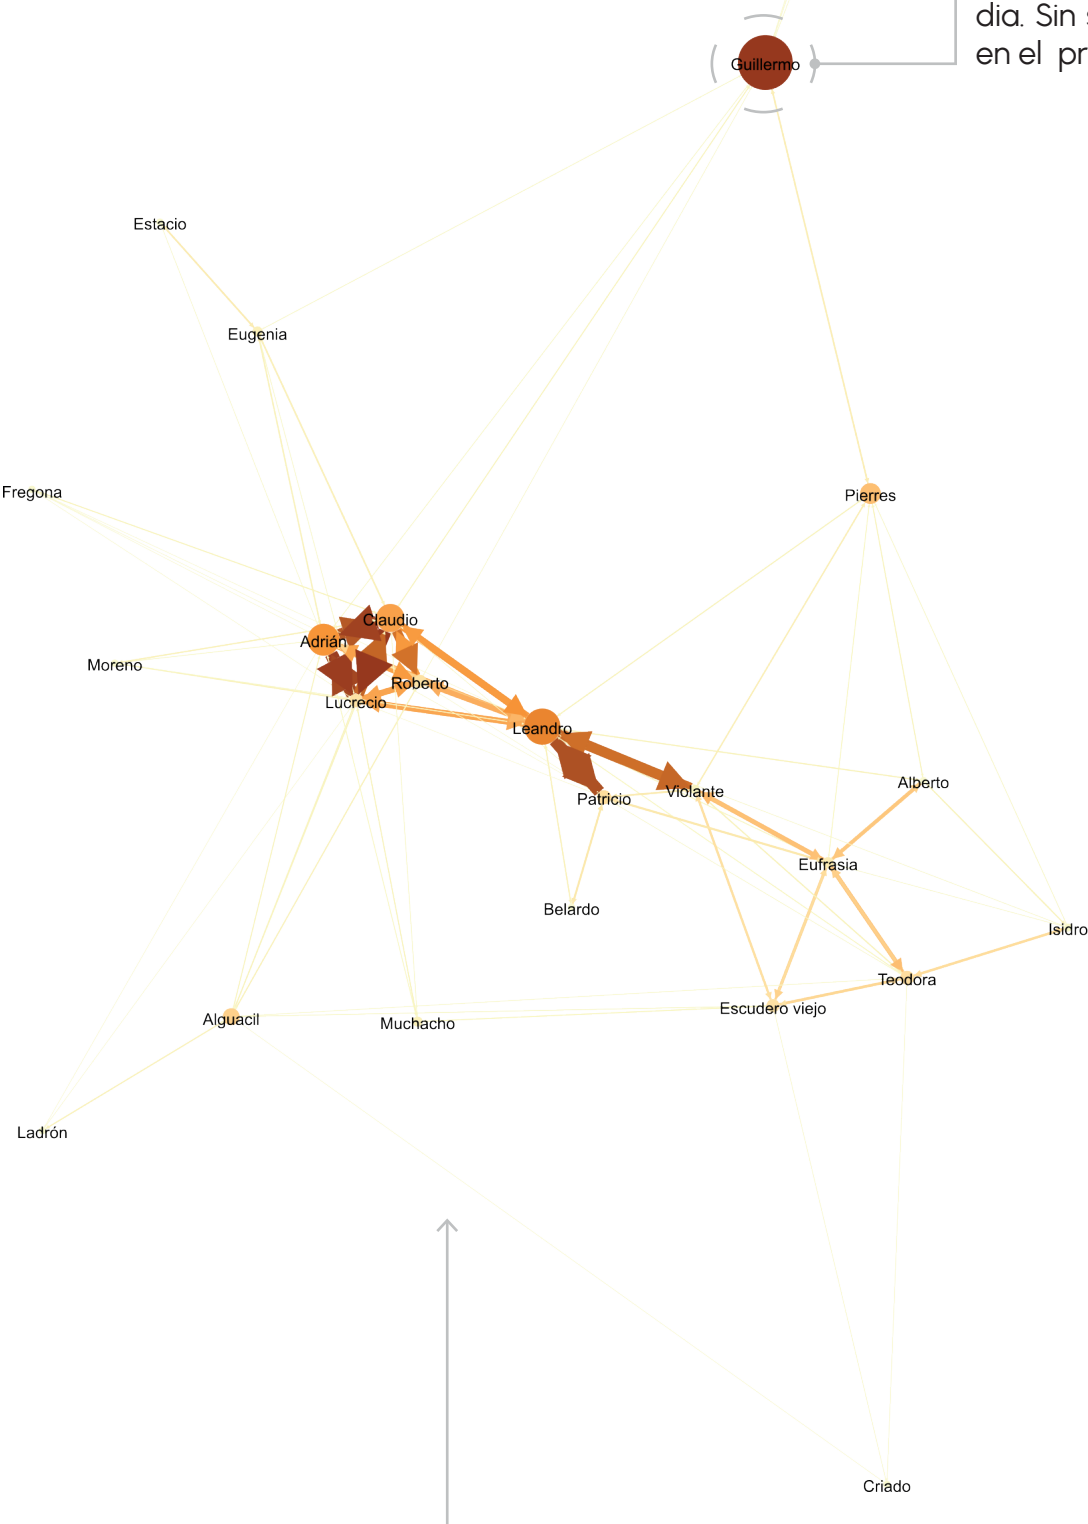 dia. Sin
en el pr
Guillermo
Estacio
Eugenia
Fregona
Pierres
Claudio
Adrián
Moreno
Roberto
Lucrecio
Leandro
Alberto
Violante
Patricio
Eufrasia
Belardo
Isidro
Teodora
Escudero viejo
Alguacil
Muchacho
Ladrón
Criado